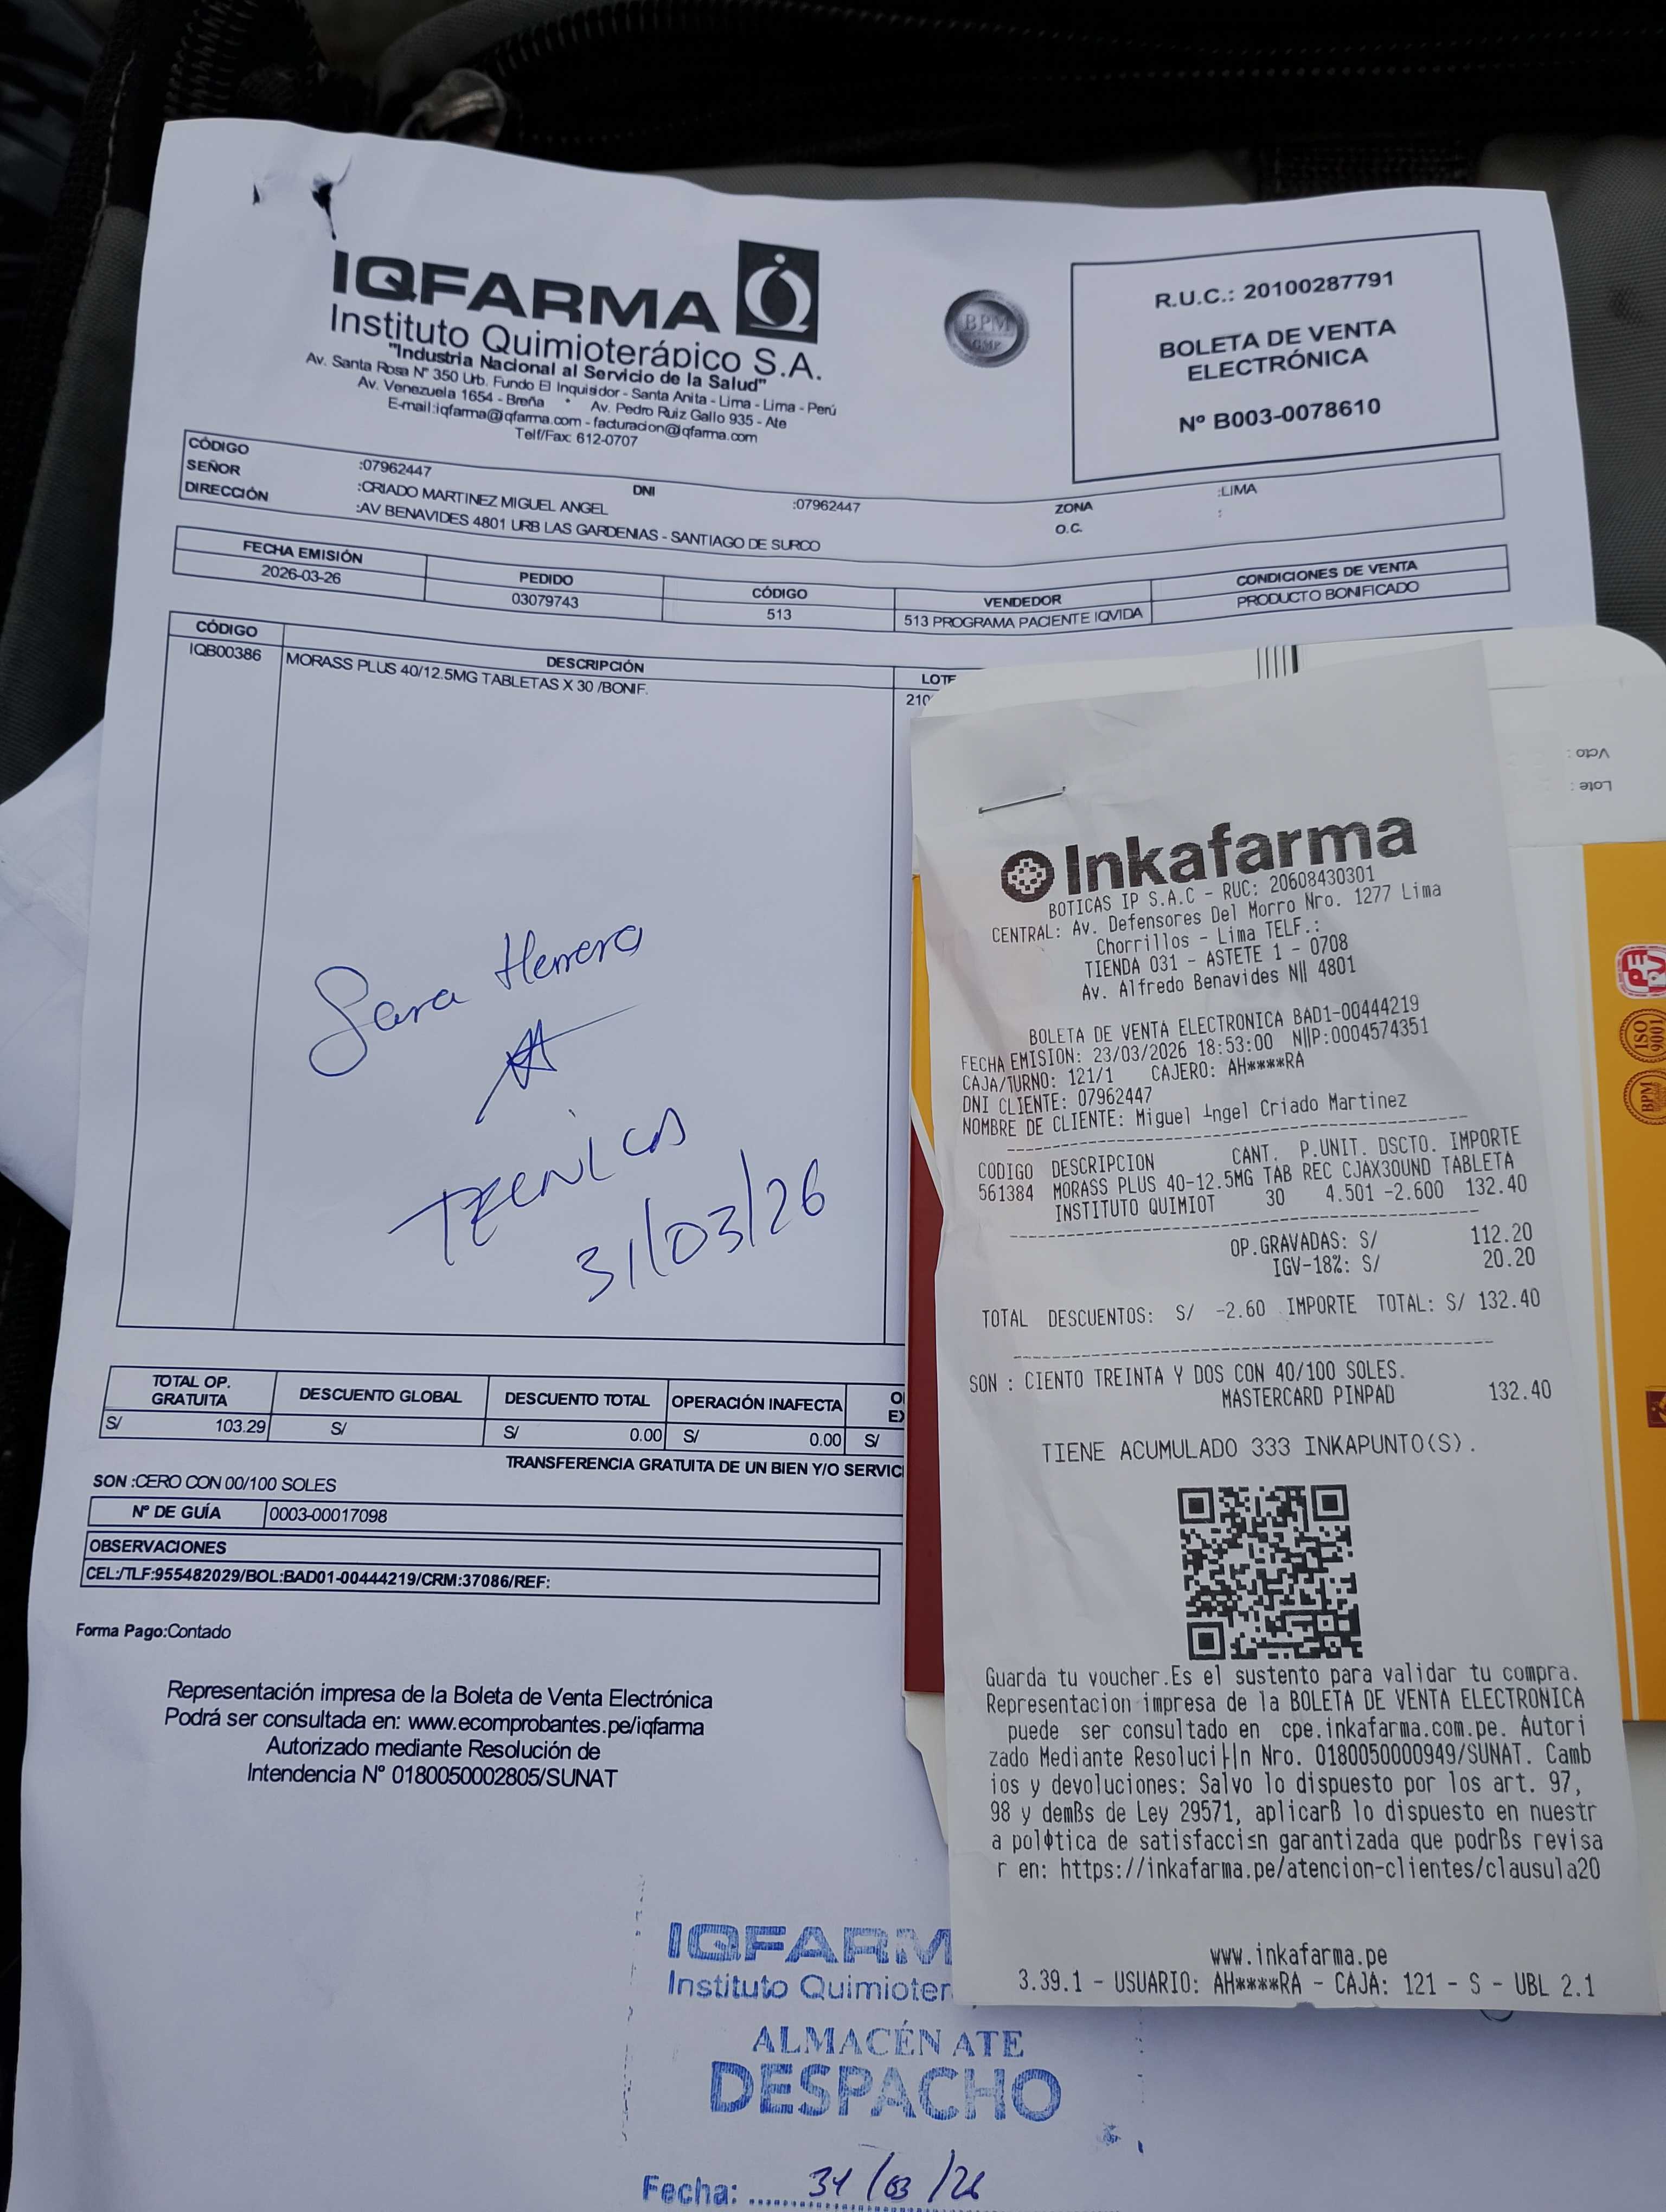 IQFARMA
Instituto Quimioterápico S.A.
"Industria Nacional al Servicio de la Salud"
Av. Santa Rosa N° 350 Urb. Fundo El Inquisidor - Santa Anita - Lima - Lima - Perú
Av. Venezuela 1654 - Breña • Av. Pedro Ruiz Gallo 935 - Ate
E-mail:iqfarma@iqfarma.com - facturacion@iqfarma.com
Telf/Fax: 612-0707
BPM
GMP
R.U.C.: 20100287791
BOLETA DE VENTA
ELECTRÓNICA
Nº B003-0078610
CÓDIGO :07962447 DNI :07962447 ZONA :LIMA
SEÑOR :CRIADO MARTINEZ MIGUEL ANGEL O.C. :
DIRECCIÓN :AV BENAVIDES 4801 URB LAS GARDENIAS - SANTIAGO DE SURCO
FECHA EMISIÓN PEDIDO CÓDIGO VENDEDOR CONDICIONES DE VENTA
2026-03-26 03079743 513 513 PROGRAMA PACIENTE IQVIDA PRODUCTO BONIFICADO
CÓDIGO DESCRIPCIÓN LOTE
IQB00386 MORASS PLUS 40/12.5MG TABLETAS X 30 /BONIF. 210
Sara Herrera
TECNICA
31/03/26
TOTAL OP. GRATUITA DESCUENTO GLOBAL DESCUENTO TOTAL OPERACIÓN INAFECTA
S/ 103.29 S/ S/ 0.00 S/ 0.00 S/
TRANSFERENCIA GRATUITA DE UN BIEN Y/O SERVIC
SON :CERO CON 00/100 SOLES
Nº DE GUÍA 0003-00017098
OBSERVACIONES
CEL:/TLF:955482029/BOL:BAD01-00444219/CRM:37086/REF:
Forma Pago:Contado
Representación impresa de la Boleta de Venta Electrónica
Podrá ser consultada en: www.ecomprobantes.pe/iqfarma
Autorizado mediante Resolución de
Intendencia N° 0180050002805/SUNAT
IQFARM
Instituto Quimioter
ALMACÉN ATE
DESPACHO
Fecha: 31/03/26
Vcto :
Lote :
Inkafarma
BOTICAS IP S.A.C - RUC: 20608430301
CENTRAL: Av. Defensores Del Morro Nro. 1277 Lima
Chorrillos - Lima TELF.:
TIENDA 031 - ASTETE 1 - 0708
Av. Alfredo Benavides N|| 4801
BOLETA DE VENTA ELECTRONICA BAD1-00444219
FECHA EMISION: 23/03/2026 18:53:00 N||P:0004574351
CAJA/TURNO: 121/1 CAJERO: AH****RA
DNI CLIENTE: 07962447
NOMBRE DE CLIENTE: Miguel ┴ngel Criado Martinez
CODIGO DESCRIPCION CANT. P.UNIT. DSCTO. IMPORTE
561384 MORASS PLUS 40-12.5MG TAB REC CJAX30UND TABLETA
INSTITUTO QUIMIOT 30 4.501 -2.600 132.40
OP.GRAVADAS: S/ 112.20
IGV-18%: S/ 20.20
TOTAL DESCUENTOS: S/ -2.60 IMPORTE TOTAL: S/ 132.40
SON : CIENTO TREINTA Y DOS CON 40/100 SOLES.
MASTERCARD PINPAD 132.40
TIENE ACUMULADO 333 INKAPUNTO(S).
Guarda tu voucher.Es el sustento para validar tu compra.
Representacion impresa de la BOLETA DE VENTA ELECTRONICA
puede ser consultado en cpe.inkafarma.com.pe. Autori
zado Mediante Resoluci├|n Nro. 0180050000949/SUNAT. Camb
ios y devoluciones: Salvo lo dispuesto por los art. 97,
98 y demßs de Ley 29571, aplicarß lo dispuesto en nuestr
a polφtica de satisfacci≤n garantizada que podrßs revisa
r en: https://inkafarma.pe/atencion-clientes/clausula20
www.inkafarma.pe
3.39.1 - USUARIO: AH****RA - CAJA: 121 - S - UBL 2.1
ISO
9001
BPM